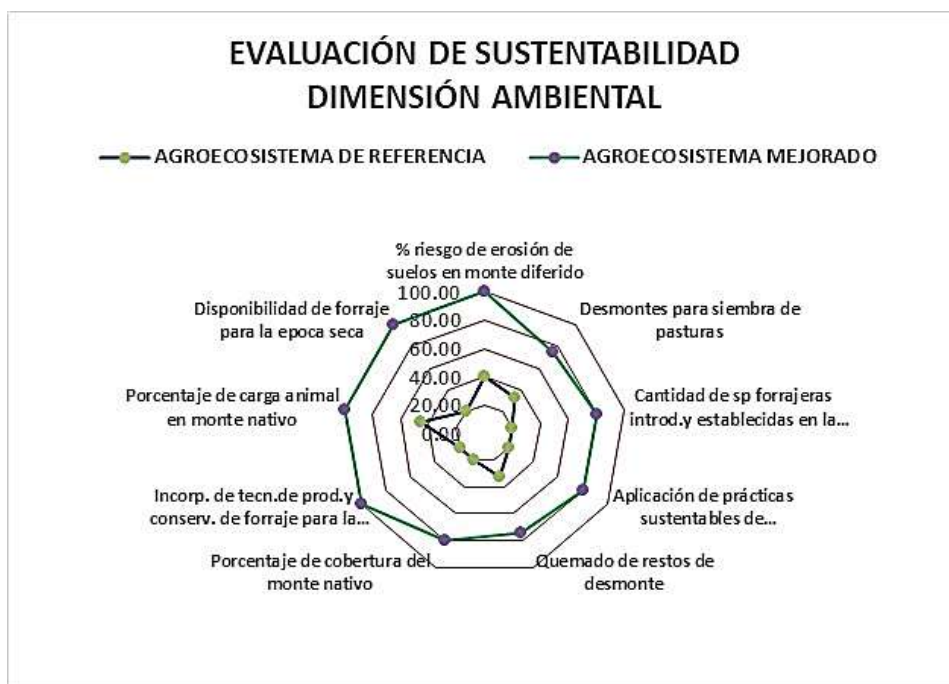 EVALUACIÓN DE SUSTENTABILIDAD
DIMENSIÓN AMBIENTAL
AGROECOSISTEMA DE REFERENCIA
AGROECOSISTEMA MEJORADO
% riesgo de erosión de
suelos en monte diferido
Desmontes para siembra de
pasturas
Cantidad de sp forrajeras
introd.y establecidas en la...
Aplicación de prácticas
sustentables de...
Quemado de restos de
desmonte
Porcentaje de cobertura del
monte nativo
Incorp. de tecn.de prod.y
conserv. de forraje para la...
Porcentaje de carga animal
en monte nativo
Disponibilidad de forraje
para la epoca seca
100.00
80.00
60.00
40.00
20.00
0.00